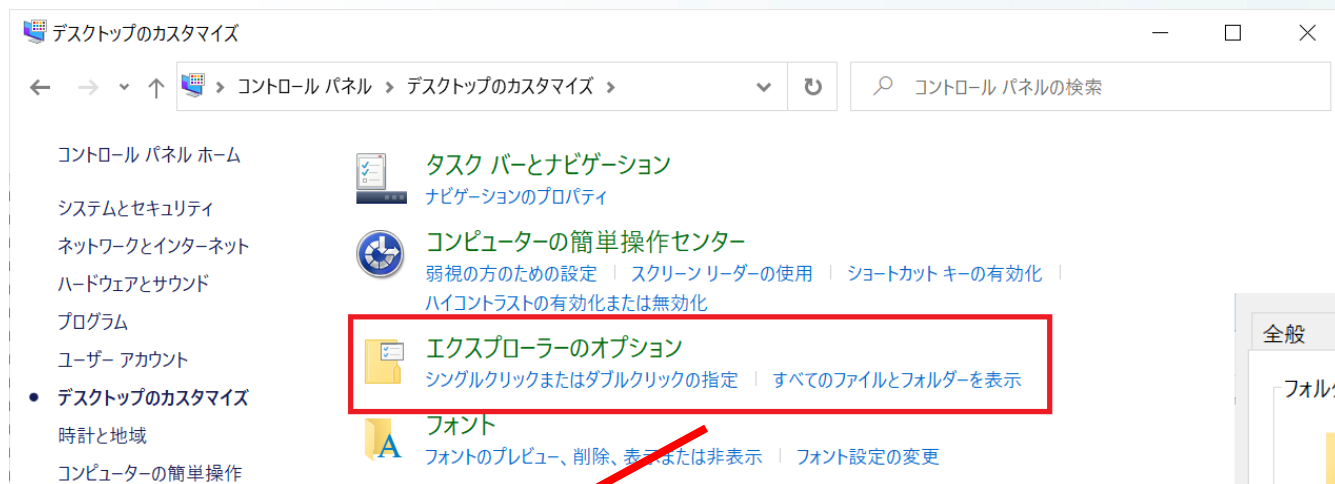 デスクトップのカスタマイズ
コントロール パネル > デスクトップのカスタマイズ >
コントロール パネルの検索
コントロール パネル ホーム
システムとセキュリティ
ネットワークとインターネット
ハードウェアとサウンド
プログラム
ユーザー アカウント
デスクトップのカスタマイズ
時計と地域
コンピューターの簡単操作
タスク バーとナビゲーション
ナビゲーションのプロパティ
コンピューターの簡単操作センター
弱視の方のための設定 | スクリーン リーダーの使用 | ショートカット キーの有効化 |
ハイコントラストの有効化または無効化
エクスプローラーのオプション
シングルクリックまたはダブルクリックの指定 | すべてのファイルとフォルダーを表示
フォント
フォントのプレビュー、削除、表示または非表示 | フォント設定の変更
全般
フォル